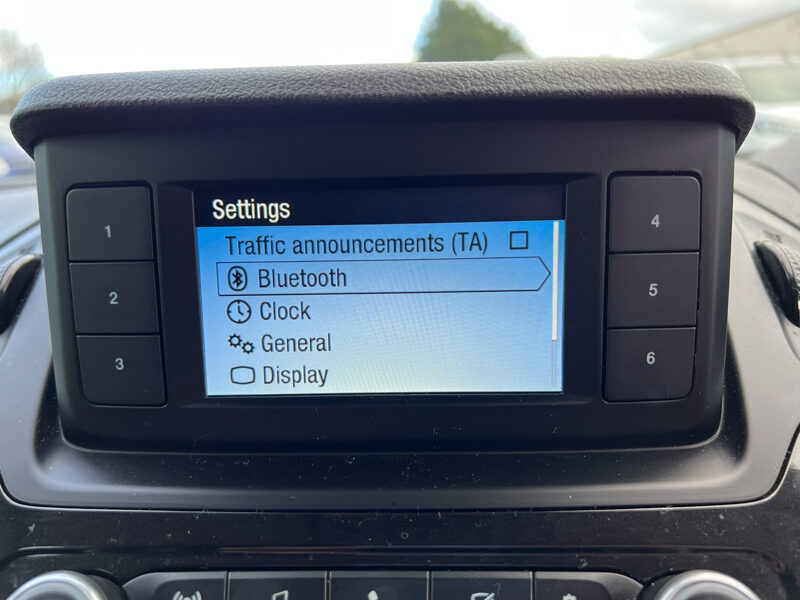 Settings
Traffic announcements (TA)
Bluetooth
Clock
General
Display
1
2
3
4
5
6